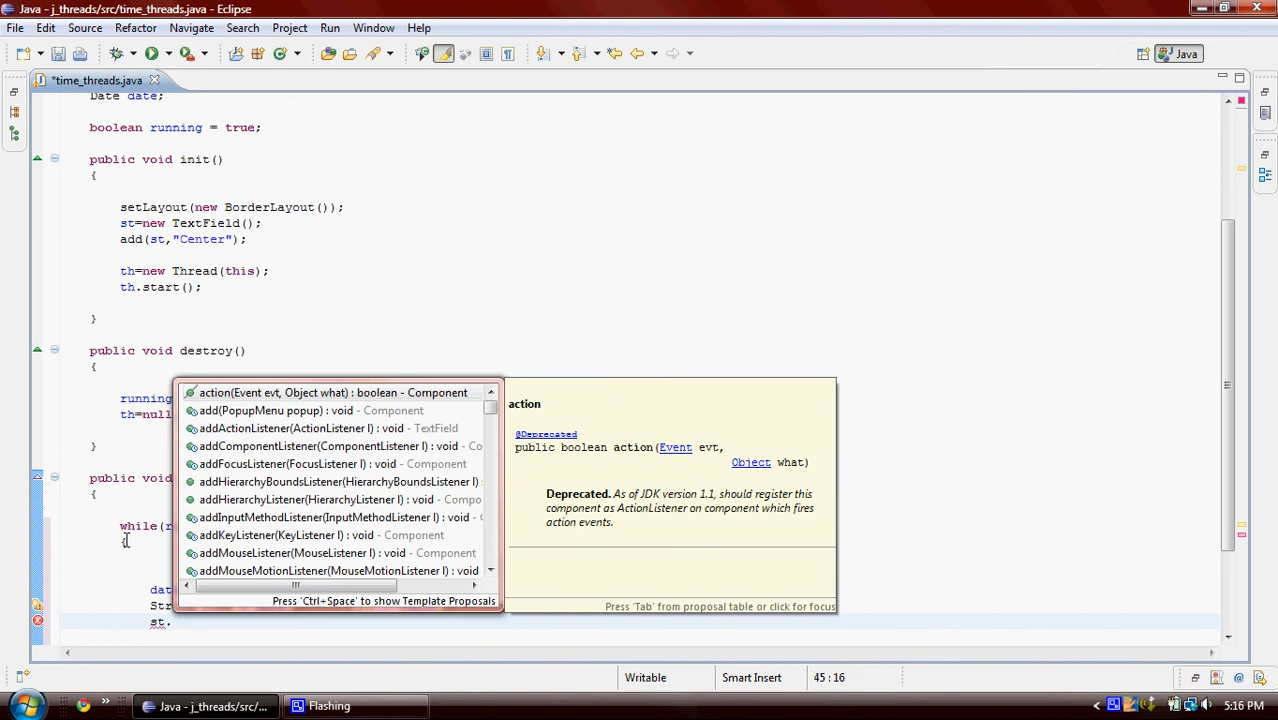 Java - j_threads/src/time_threads.java - Eclipse
File Edit Source Refactor Navigate Search Project Run Window Help
Java
*time_threads.java
Date date;
boolean running = true;
public void init()
{
setLayout(new BorderLayout());
st=new TextField();
add(st,"Center");
th=new Thread(this);
th.start();
}
public void destroy()
{
running
th=null
}
public void
{
while(r
{
dat
Str
st.
action(Event evt, Object what) : boolean - Component
add(PopupMenu popup) : void - Component
addActionListener(ActionListener l) : void - TextField
addComponentListener(ComponentListener l) : void - Co
addFocusListener(FocusListener l) : void - Component
addHierarchyBoundsListener(HierarchyBoundsListener l)
addHierarchyListener(HierarchyListener l) : void - Compo
addInputMethodListener(InputMethodListener l) : void - C
addKeyListener(KeyListener l) : void - Component
addMouseListener(MouseListener l) : void - Component
addMouseMotionListener(MouseMotionListener l) : void
Press 'Ctrl+Space' to show Template Proposals
action
@Deprecated
public boolean action(Event evt,
Object what)
Deprecated. As of JDK version 1.1, should register this
component as ActionListener on component which fires
action events.
Press 'Tab' from proposal table or click for focus
Writable Smart Insert 45 : 16
Java - j_threads/src/... Flashing 5:16 PM